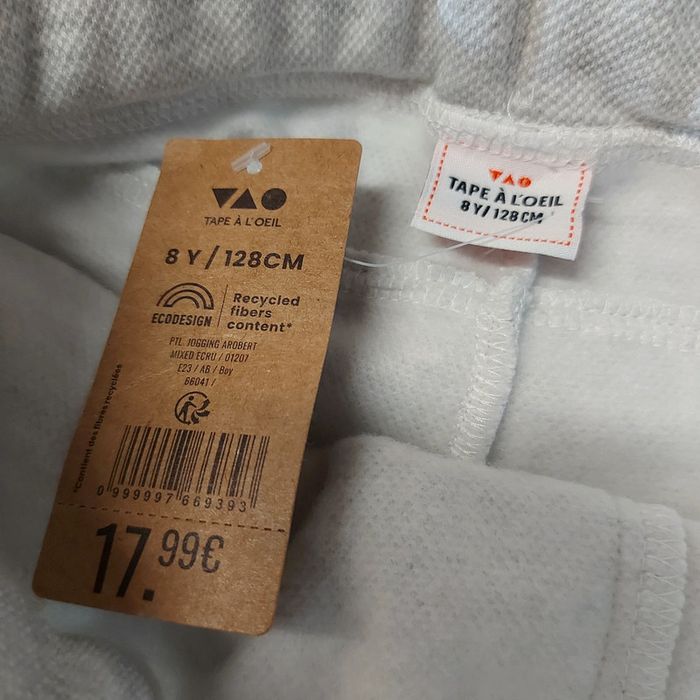 TAPE À L'OEIL
8 Y / 128CM
ECODESIGN
Recycled
fibers
content*
PTL. JOGGING AROBERT
MIXED ECRU / 01207
E23 / AB / Boy
66041 /
*Contient des fibres recyclées
0 999997 669393
17.99€
TAPE À L'OEIL
8 Y/128CM